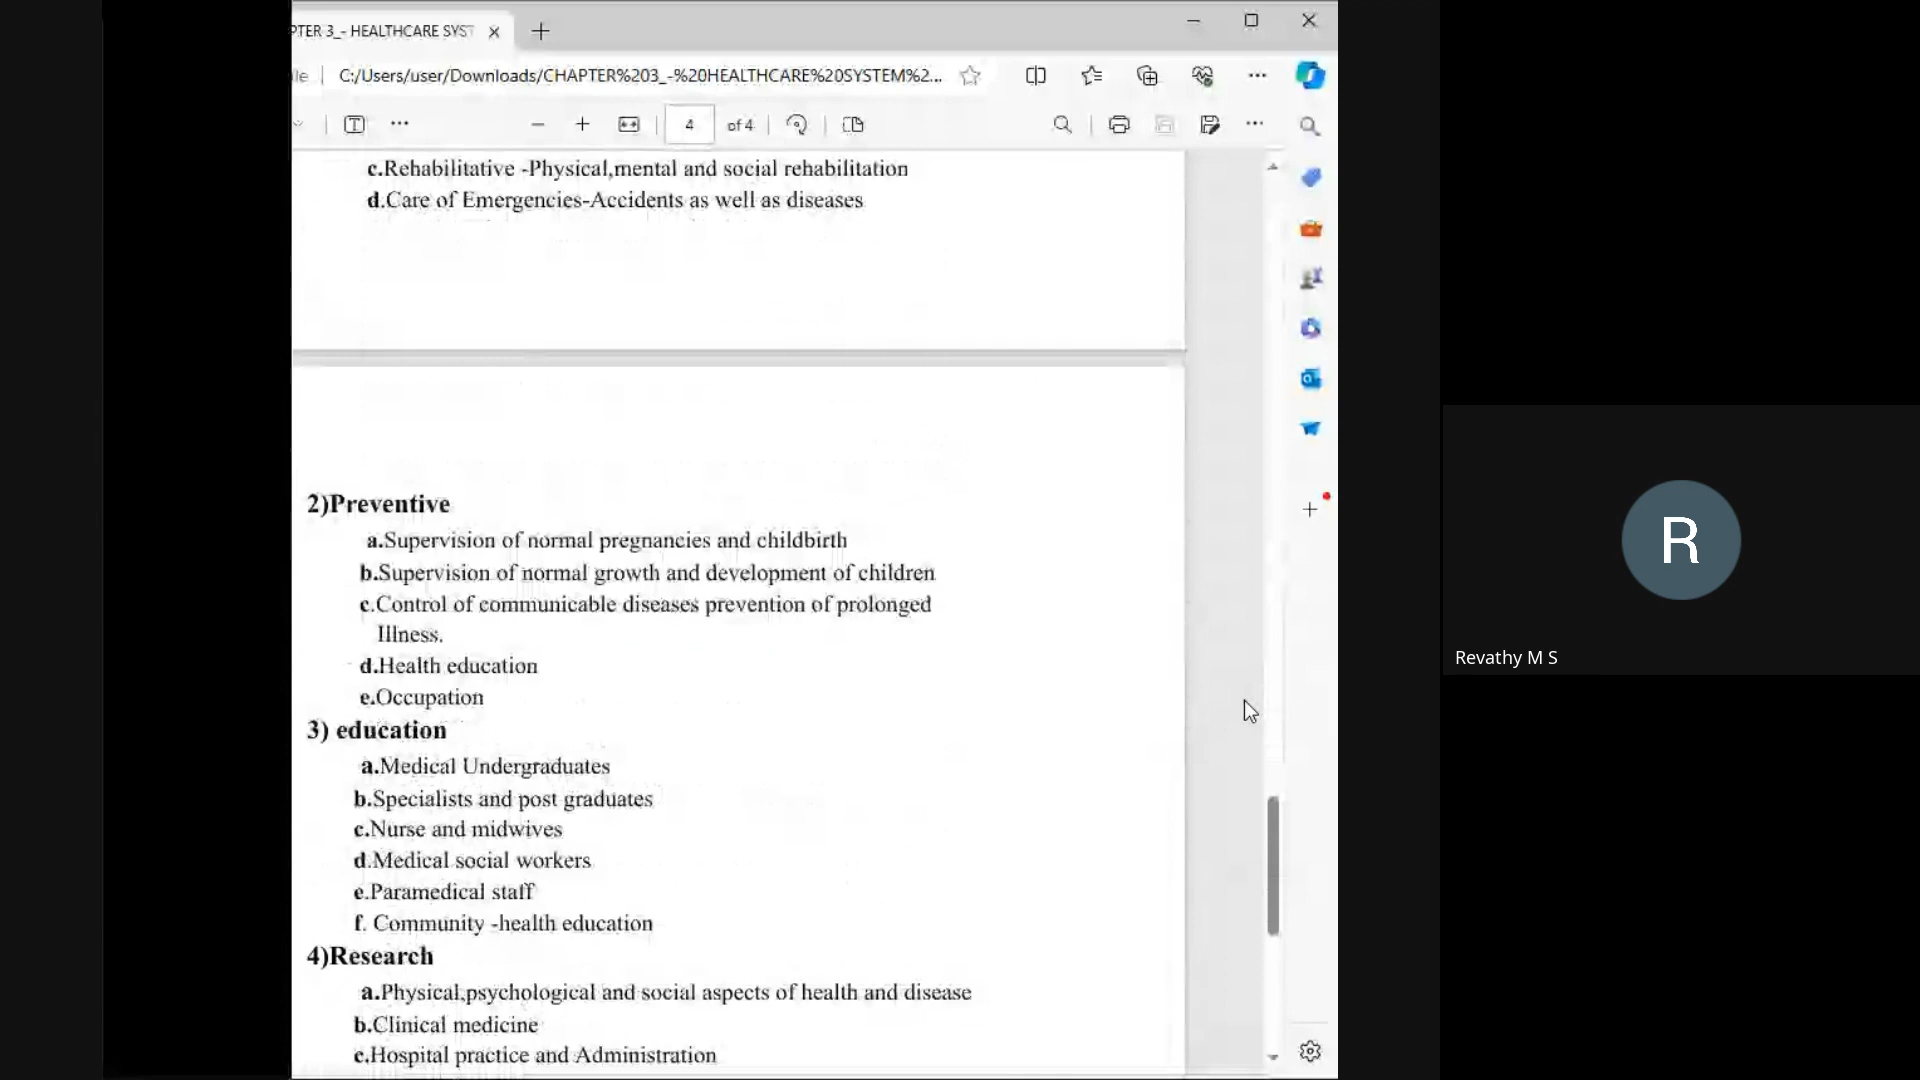 PTER 3_- HEALTHCARE SYST
C:/Users/user/Downloads/CHAPTER%203_-%20HEALTHCARE%20SYSTEM%2...
4 of 4
c.Rehabilitative -Physical,mental and social rehabilitation
d.Care of Emergencies-Accidents as well as diseases
2)Preventive
a.Supervision of normal pregnancies and childbirth
b.Supervision of normal growth and development of children
c.Control of communicable diseases prevention of prolonged
Illness.
d.Health education
e.Occupation
3) education
a.Medical Undergraduates
b.Specialists and post graduates
c.Nurse and midwives
d.Medical social workers
e.Paramedical staff
f. Community -health education
4)Research
a.Physical,psychological and social aspects of health and disease
b.Clinical medicine
c.Hospital practice and Administration
R
Revathy M S